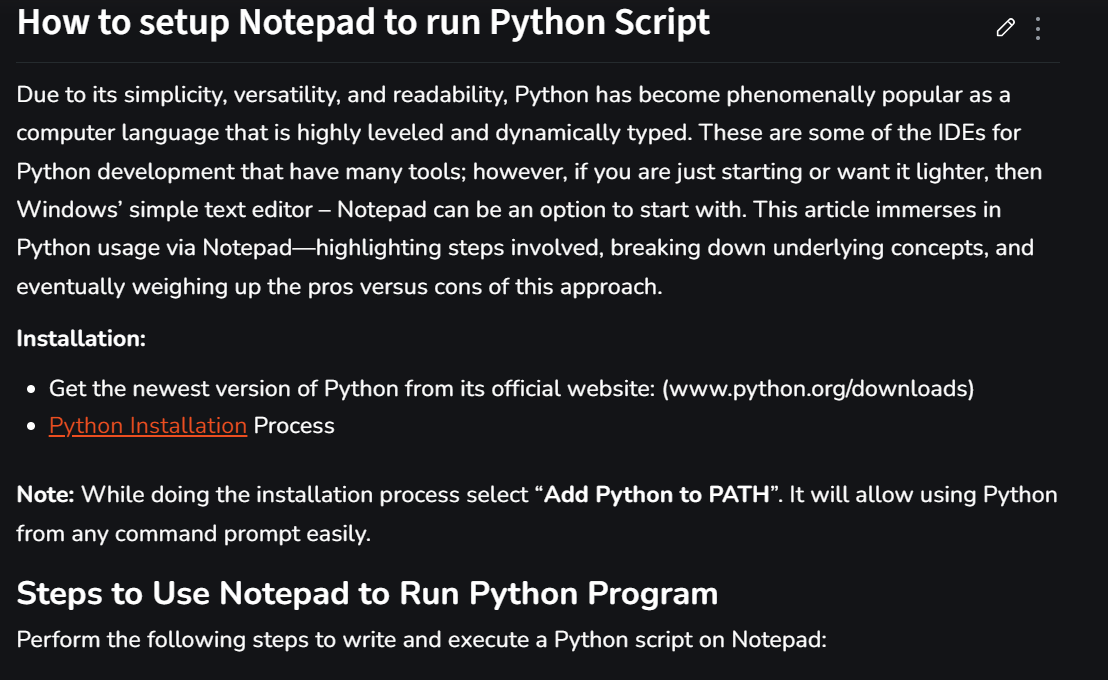 How to setup Notepad to run Python Script
Due to its simplicity, versatility, and readability, Python has become phenomenally popular as a
computer language that is highly leveled and dynamically typed. These are some of the IDEs for
Python development that have many tools; however, if you are just starting or want it lighter, then
Windows’ simple text editor – Notepad can be an option to start with. This article immerses in
Python usage via Notepad—highlighting steps involved, breaking down underlying concepts, and
eventually weighing up the pros versus cons of this approach.
Installation:
• Get the newest version of Python from its official website: (www.python.org/downloads)
• Python Installation Process
Note: While doing the installation process select “Add Python to PATH”. It will allow using Python
from any command prompt easily.
Steps to Use Notepad to Run Python Program
Perform the following steps to write and execute a Python script on Notepad: